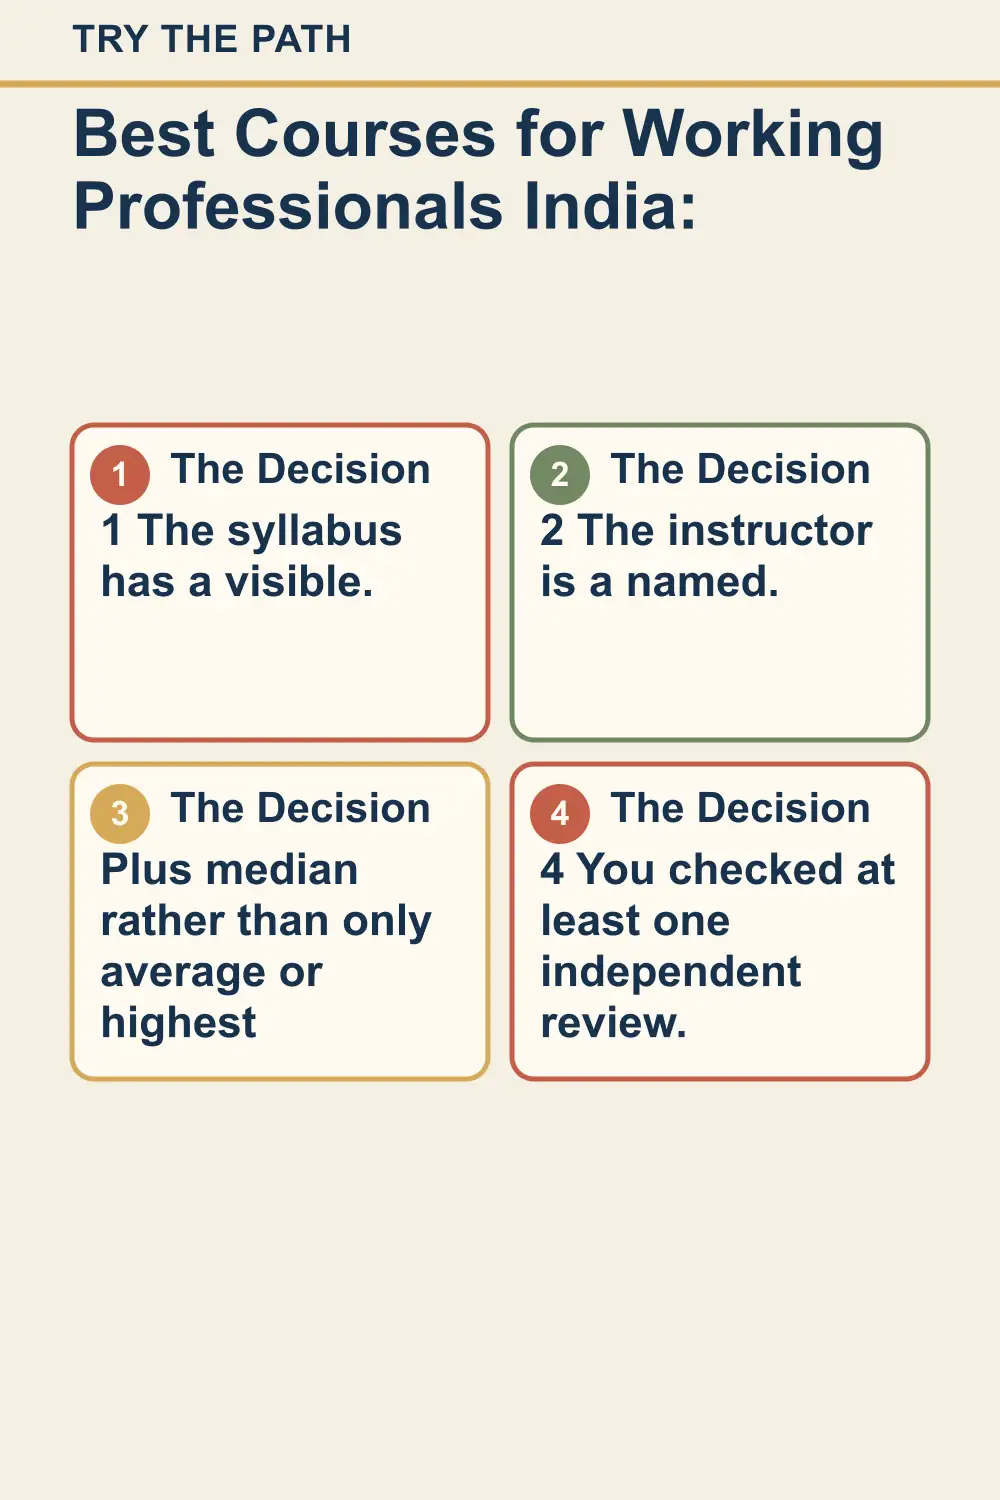 TRY THE PATH
Best Courses for Working
Professionals India:
1 The Decision
1 The syllabus
has a visible.
2 The Decision
2 The instructor
is a named.
3 The Decision
Plus median
rather than only
average or
highest
4 The Decision
4 You checked at
least one
independent
review.